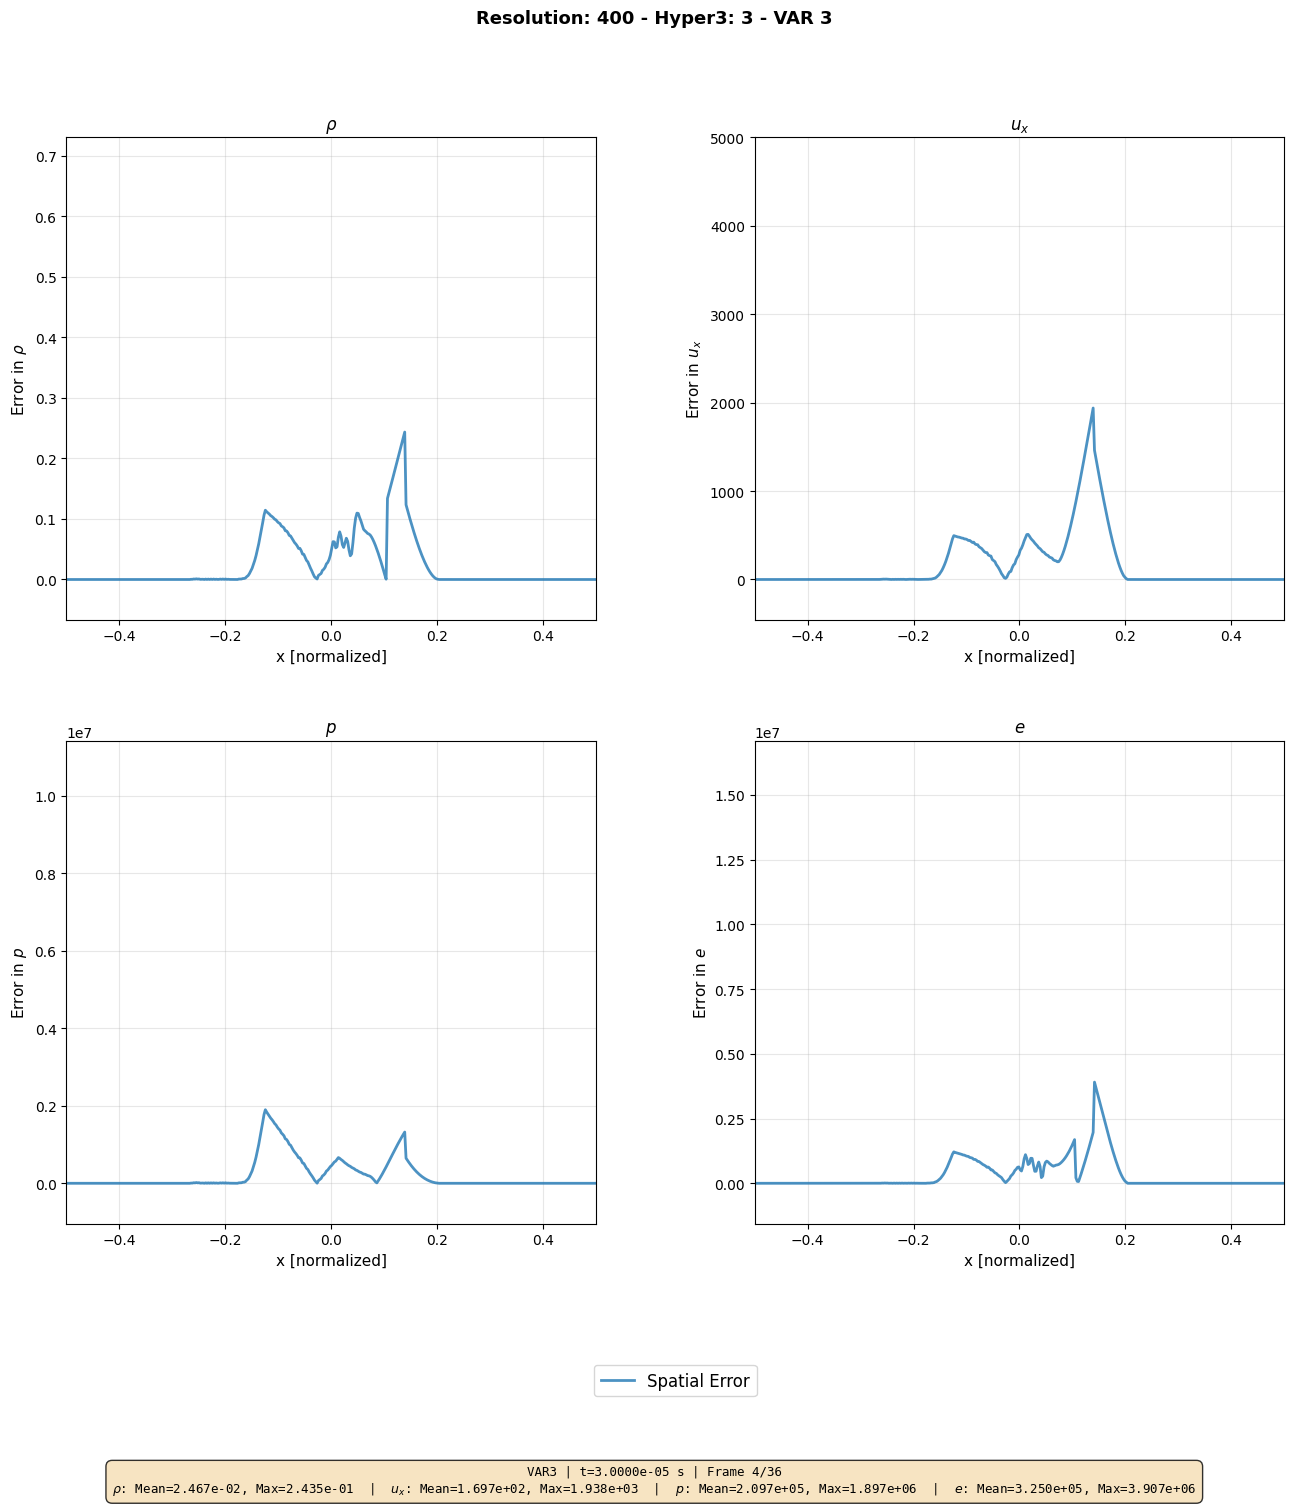 Resolution: 400 - Hyper3: 3 - VAR 3
ρ
0.7
0.6
0.5
0.4
0.3
0.2
0.1
0.0
Error in ρ
−0.4 −0.2 0.0 0.2 0.4
x [normalized]
u_x
5000
4000
3000
2000
1000
0
Error in u_x
−0.4 −0.2 0.0 0.2 0.4
x [normalized]
p
1e7
1.0
0.8
0.6
0.4
0.2
0.0
Error in p
−0.4 −0.2 0.0 0.2 0.4
x [normalized]
e
1e7
1.50
1.25
1.00
0.75
0.50
0.25
0.00
Error in e
−0.4 −0.2 0.0 0.2 0.4
x [normalized]
Spatial Error
VAR3 | t=3.0000e-05 s | Frame 4/36
ρ: Mean=2.467e-02, Max=2.435e-01 | u_x: Mean=1.697e+02, Max=1.938e+03 | p: Mean=2.097e+05, Max=1.897e+06 | e: Mean=3.250e+05, Max=3.907e+06